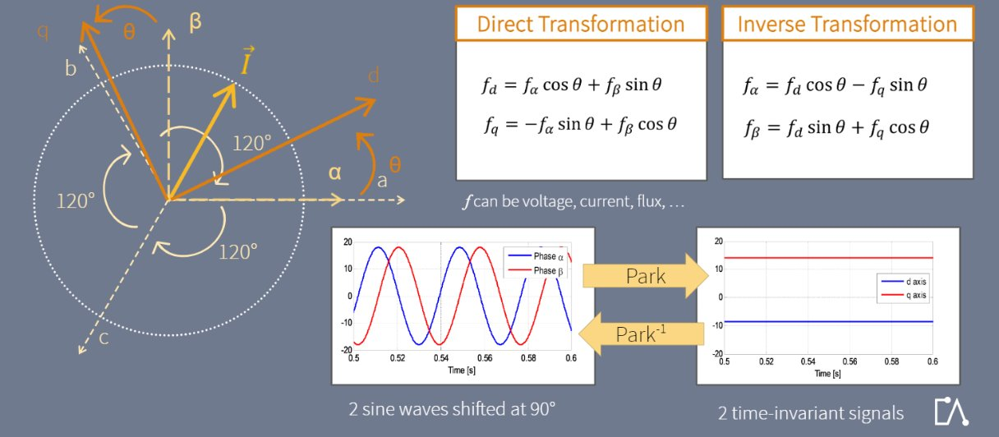 q
θ
β
b
I⃗
d
120°
θ
α
a
120°
120°
c
Direct Transformation
f_d = f_α cos θ + f_β sin θ
f_q = −f_α sin θ + f_β cos θ
Inverse Transformation
f_α = f_d cos θ − f_q sin θ
f_β = f_d sin θ + f_q cos θ
f can be voltage, current, flux, …
20
10
0
-10
-20
0.5 0.52 0.54 0.56 0.58 0.6
Time [s]
Phase α
Phase β
2 sine waves shifted at 90°
Park
Park⁻¹
20
10
0
-10
-20
0.5 0.52 0.54 0.56 0.58 0.6
Time [s]
d axis
q axis
2 time-invariant signals